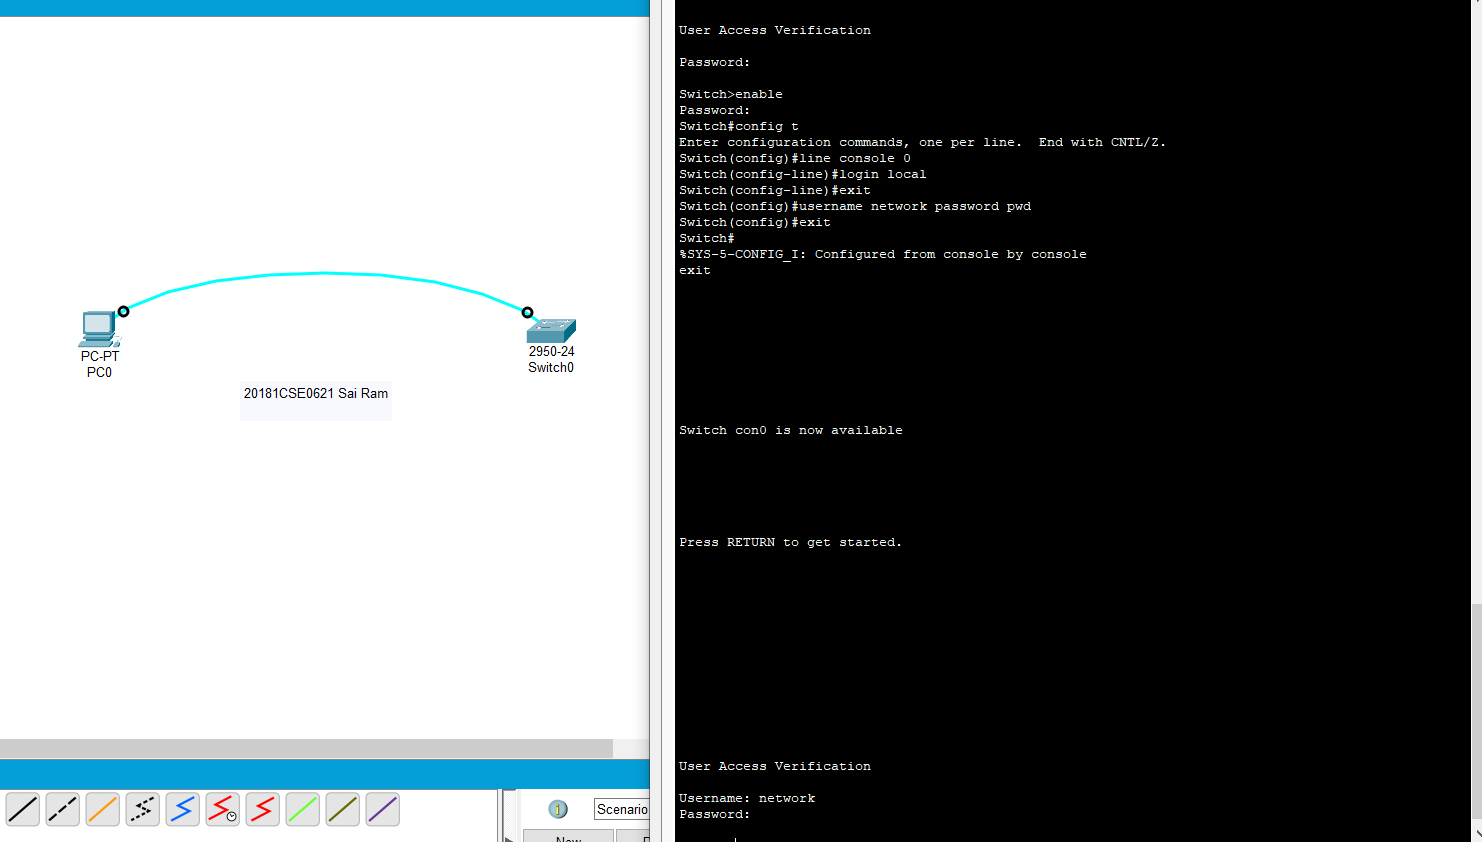 PC-PT
PC0
2950-24
Switch0
20181CSE0621 Sai Ram
Scenario
New
User Access Verification
Password:
Switch>enable
Password:
Switch#config t
Enter configuration commands, one per line.  End with CNTL/Z.
Switch(config)#line console 0
Switch(config-line)#login local
Switch(config-line)#exit
Switch(config)#username network password pwd
Switch(config)#exit
Switch#
%SYS-5-CONFIG_I: Configured from console by console
exit
Switch con0 is now available
Press RETURN to get started.
User Access Verification
Username: network
Password: